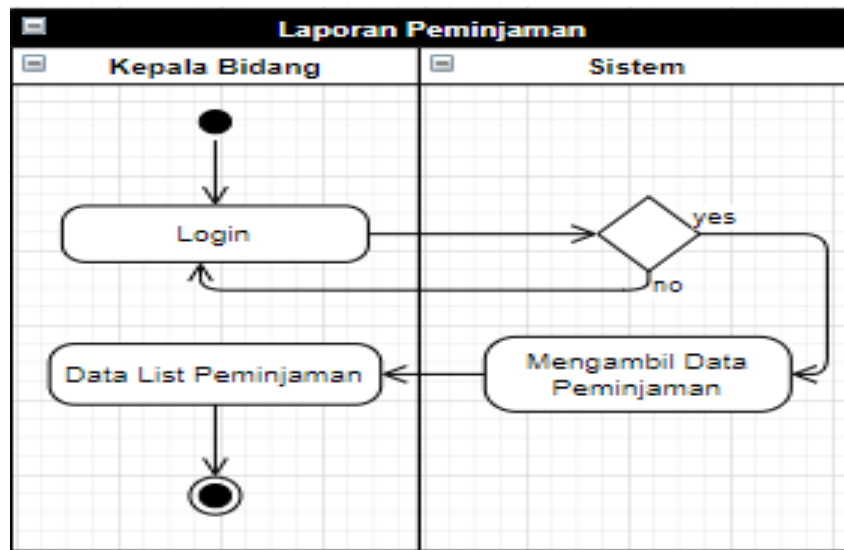 Laporan Peminjaman
Kepala Bidang
Sistem
Login
yes
no
Data List Peminjaman
Mengambil Data
Peminjaman